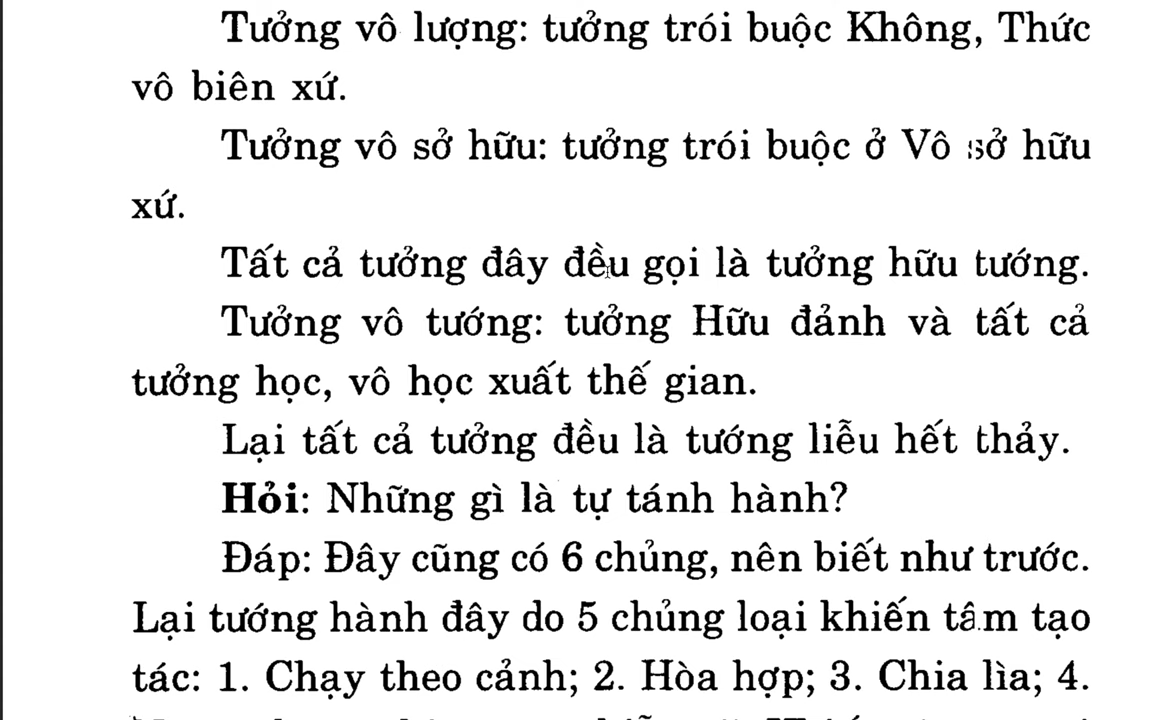 Tưởng vô lượng: tưởng trói buộc Không, Thức
vô biên xứ.
Tưởng vô sở hữu: tưởng trói buộc ở Vô sở hữu
xứ.
Tất cả tưởng đây đều gọi là tưởng hữu tướng.
Tưởng vô tướng: tưởng Hữu đảnh và tất cả
tưởng học, vô học xuất thế gian.
Lại tất cả tưởng đều là tướng liễu hết thảy.
Hỏi: Những gì là tự tánh hành?
Đáp: Đây cũng có 6 chủng, nên biết như trước.
Lại tướng hành đây do 5 chủng loại khiến tâm tạo
tác: 1. Chạy theo cảnh; 2. Hòa hợp; 3. Chia lìa; 4.